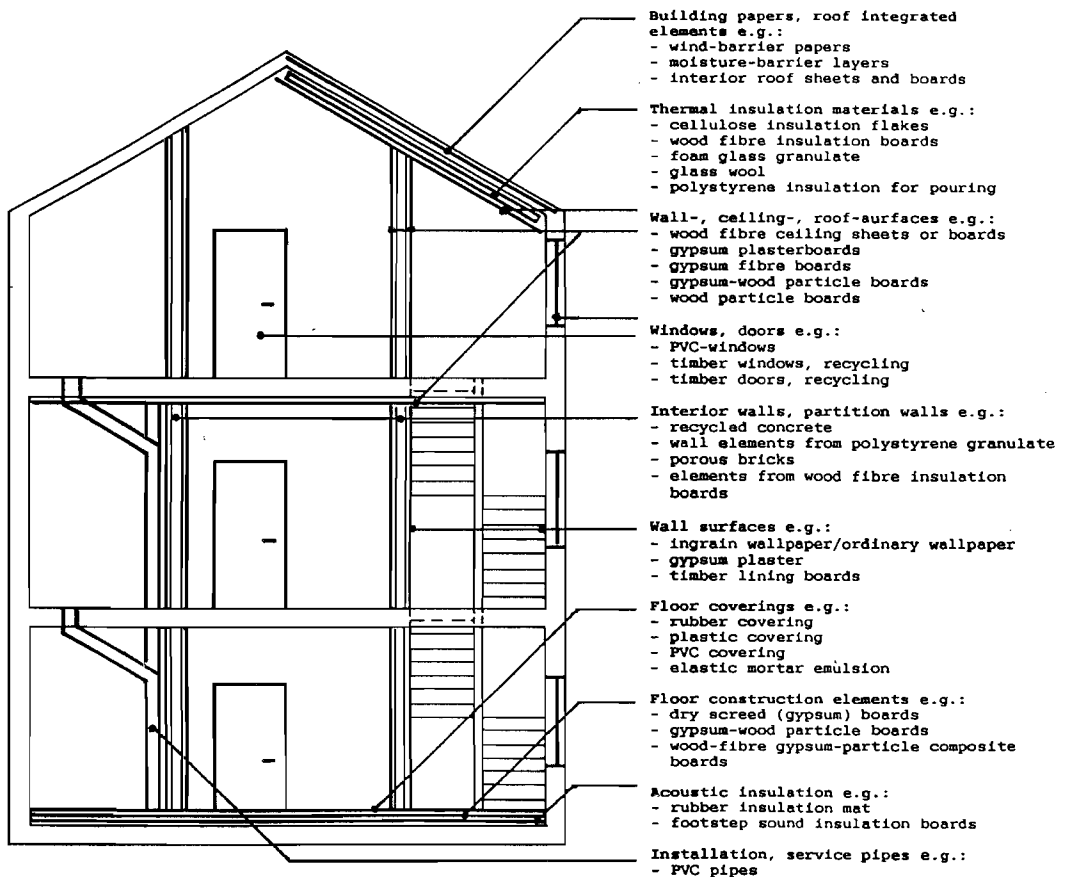 Building papers, roof integrated
elements e.g.:
- wind-barrier papers
- moisture-barrier layers
- interior roof sheets and boards
Thermal insulation materials e.g.:
- cellulose insulation flakes
- wood fibre insulation boards
- foam glass granulate
- glass wool
- polystyrene insulation for pouring
Wall-, ceiling-, roof-surfaces e.g.:
- wood fibre ceiling sheets or boards
- gypsum plasterboards
- gypsum fibre boards
- gypsum-wood particle boards
- wood particle boards
Windows, doors e.g.:
- PVC-windows
- timber windows, recycling
- timber doors, recycling
Interior walls, partition walls e.g.:
- recycled concrete
- wall elements from polystyrene granulate
- porous bricks
- elements from wood fibre insulation
boards
Wall surfaces e.g.:
- ingrain wallpaper/ordinary wallpaper
- gypsum plaster
- timber lining boards
Floor coverings e.g.:
- rubber covering
- plastic covering
- PVC covering
- elastic mortar emulsion
Floor construction elements e.g.:
- dry screed (gypsum) boards
- gypsum-wood particle boards
- wood-fibre gypsum-particle composite
boards
Acoustic insulation e.g.:
- rubber insulation mat
- footstep sound insulation boards
Installation, service pipes e.g.:
- PVC pipes